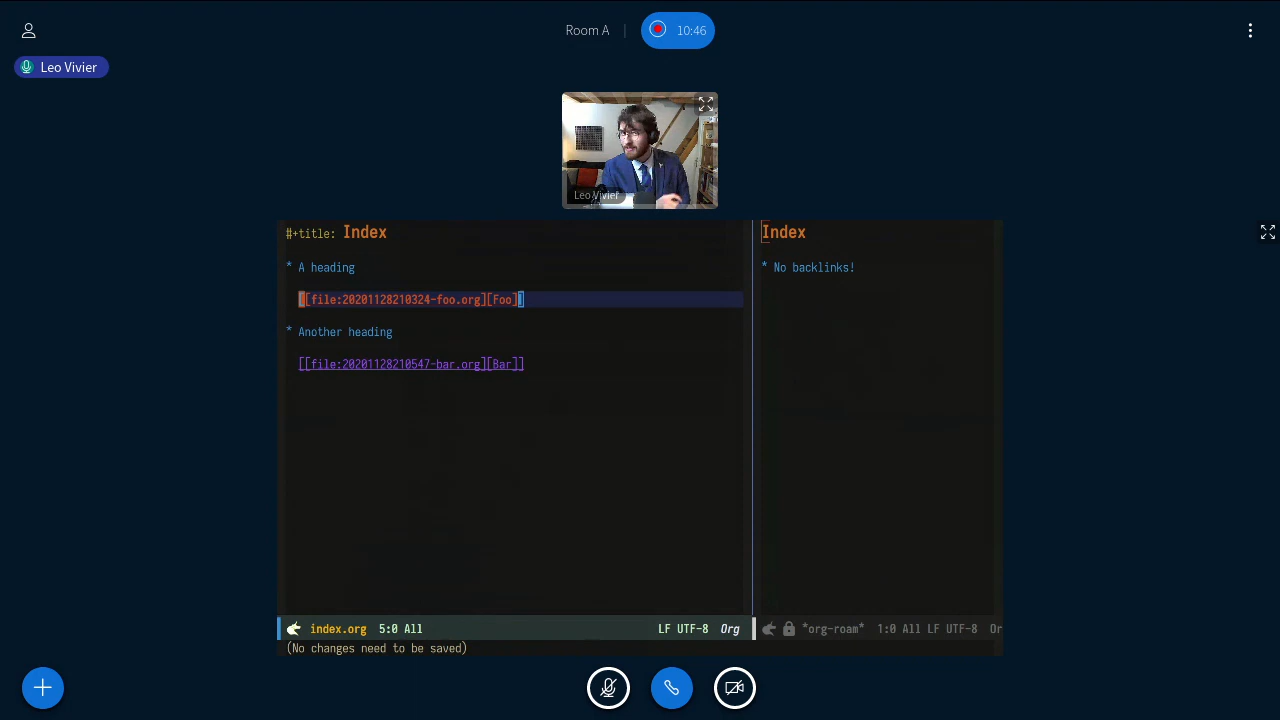 Room A
10:46
Leo Vivier
Leo Vivier
#+title: Index
* A heading
[[file:20201128210324-foo.org][Foo]]
* Another heading
[[file:20201128210547-bar.org][Bar]]
index.org 5:0 All LF UTF-8 Org
(No changes need to be saved)
Index
* No backlinks!
*org-roam* 1:0 All LF UTF-8 Or